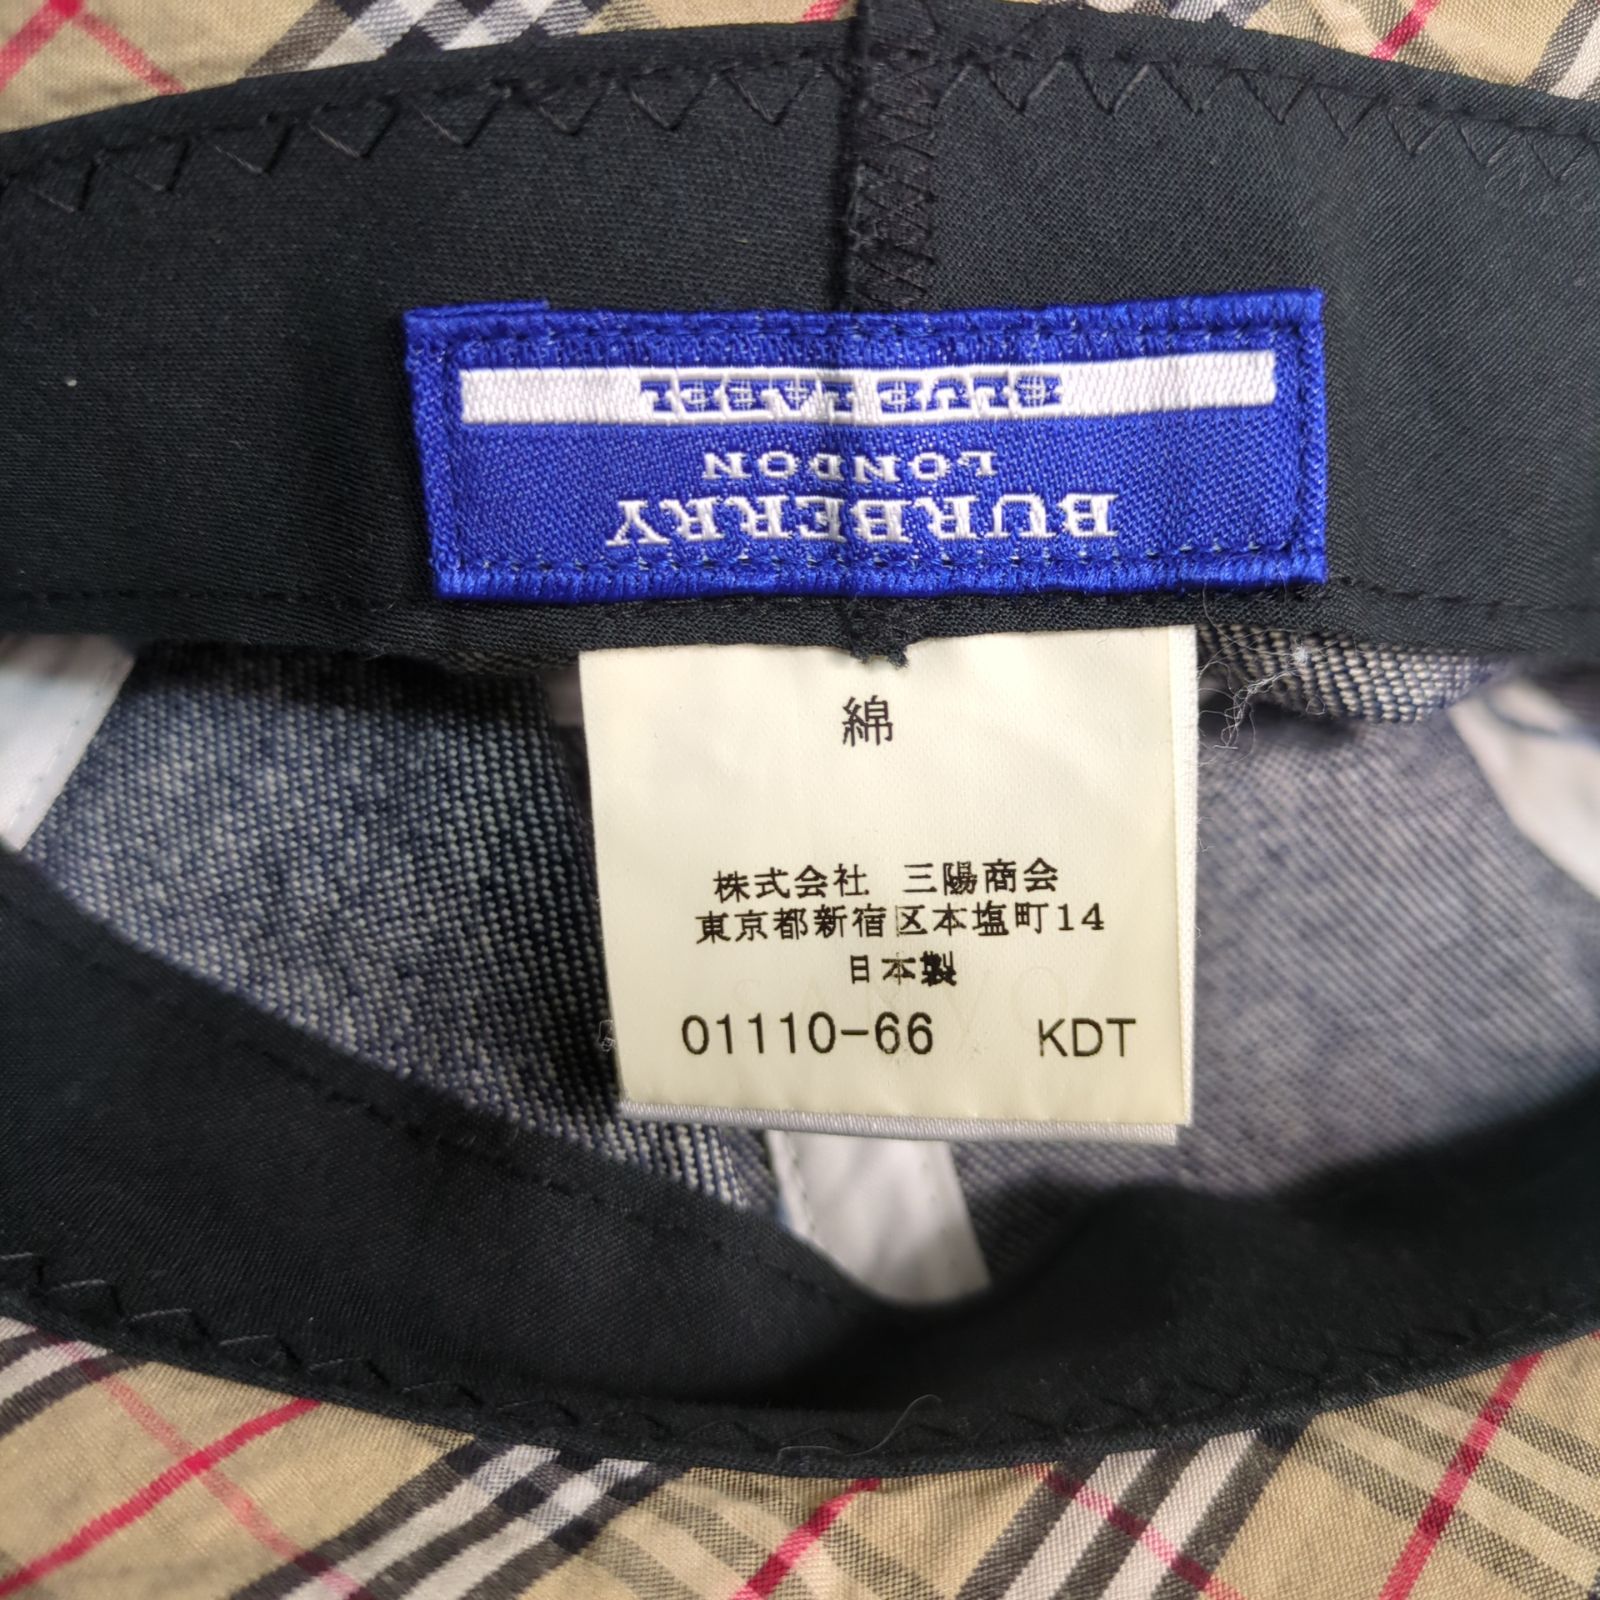 BURBERRY
LONDON
BLUE LABEL
綿
株式会社 三陽商会
東京都新宿区本塩町14
日本製
SANYO
01110-66 KDT